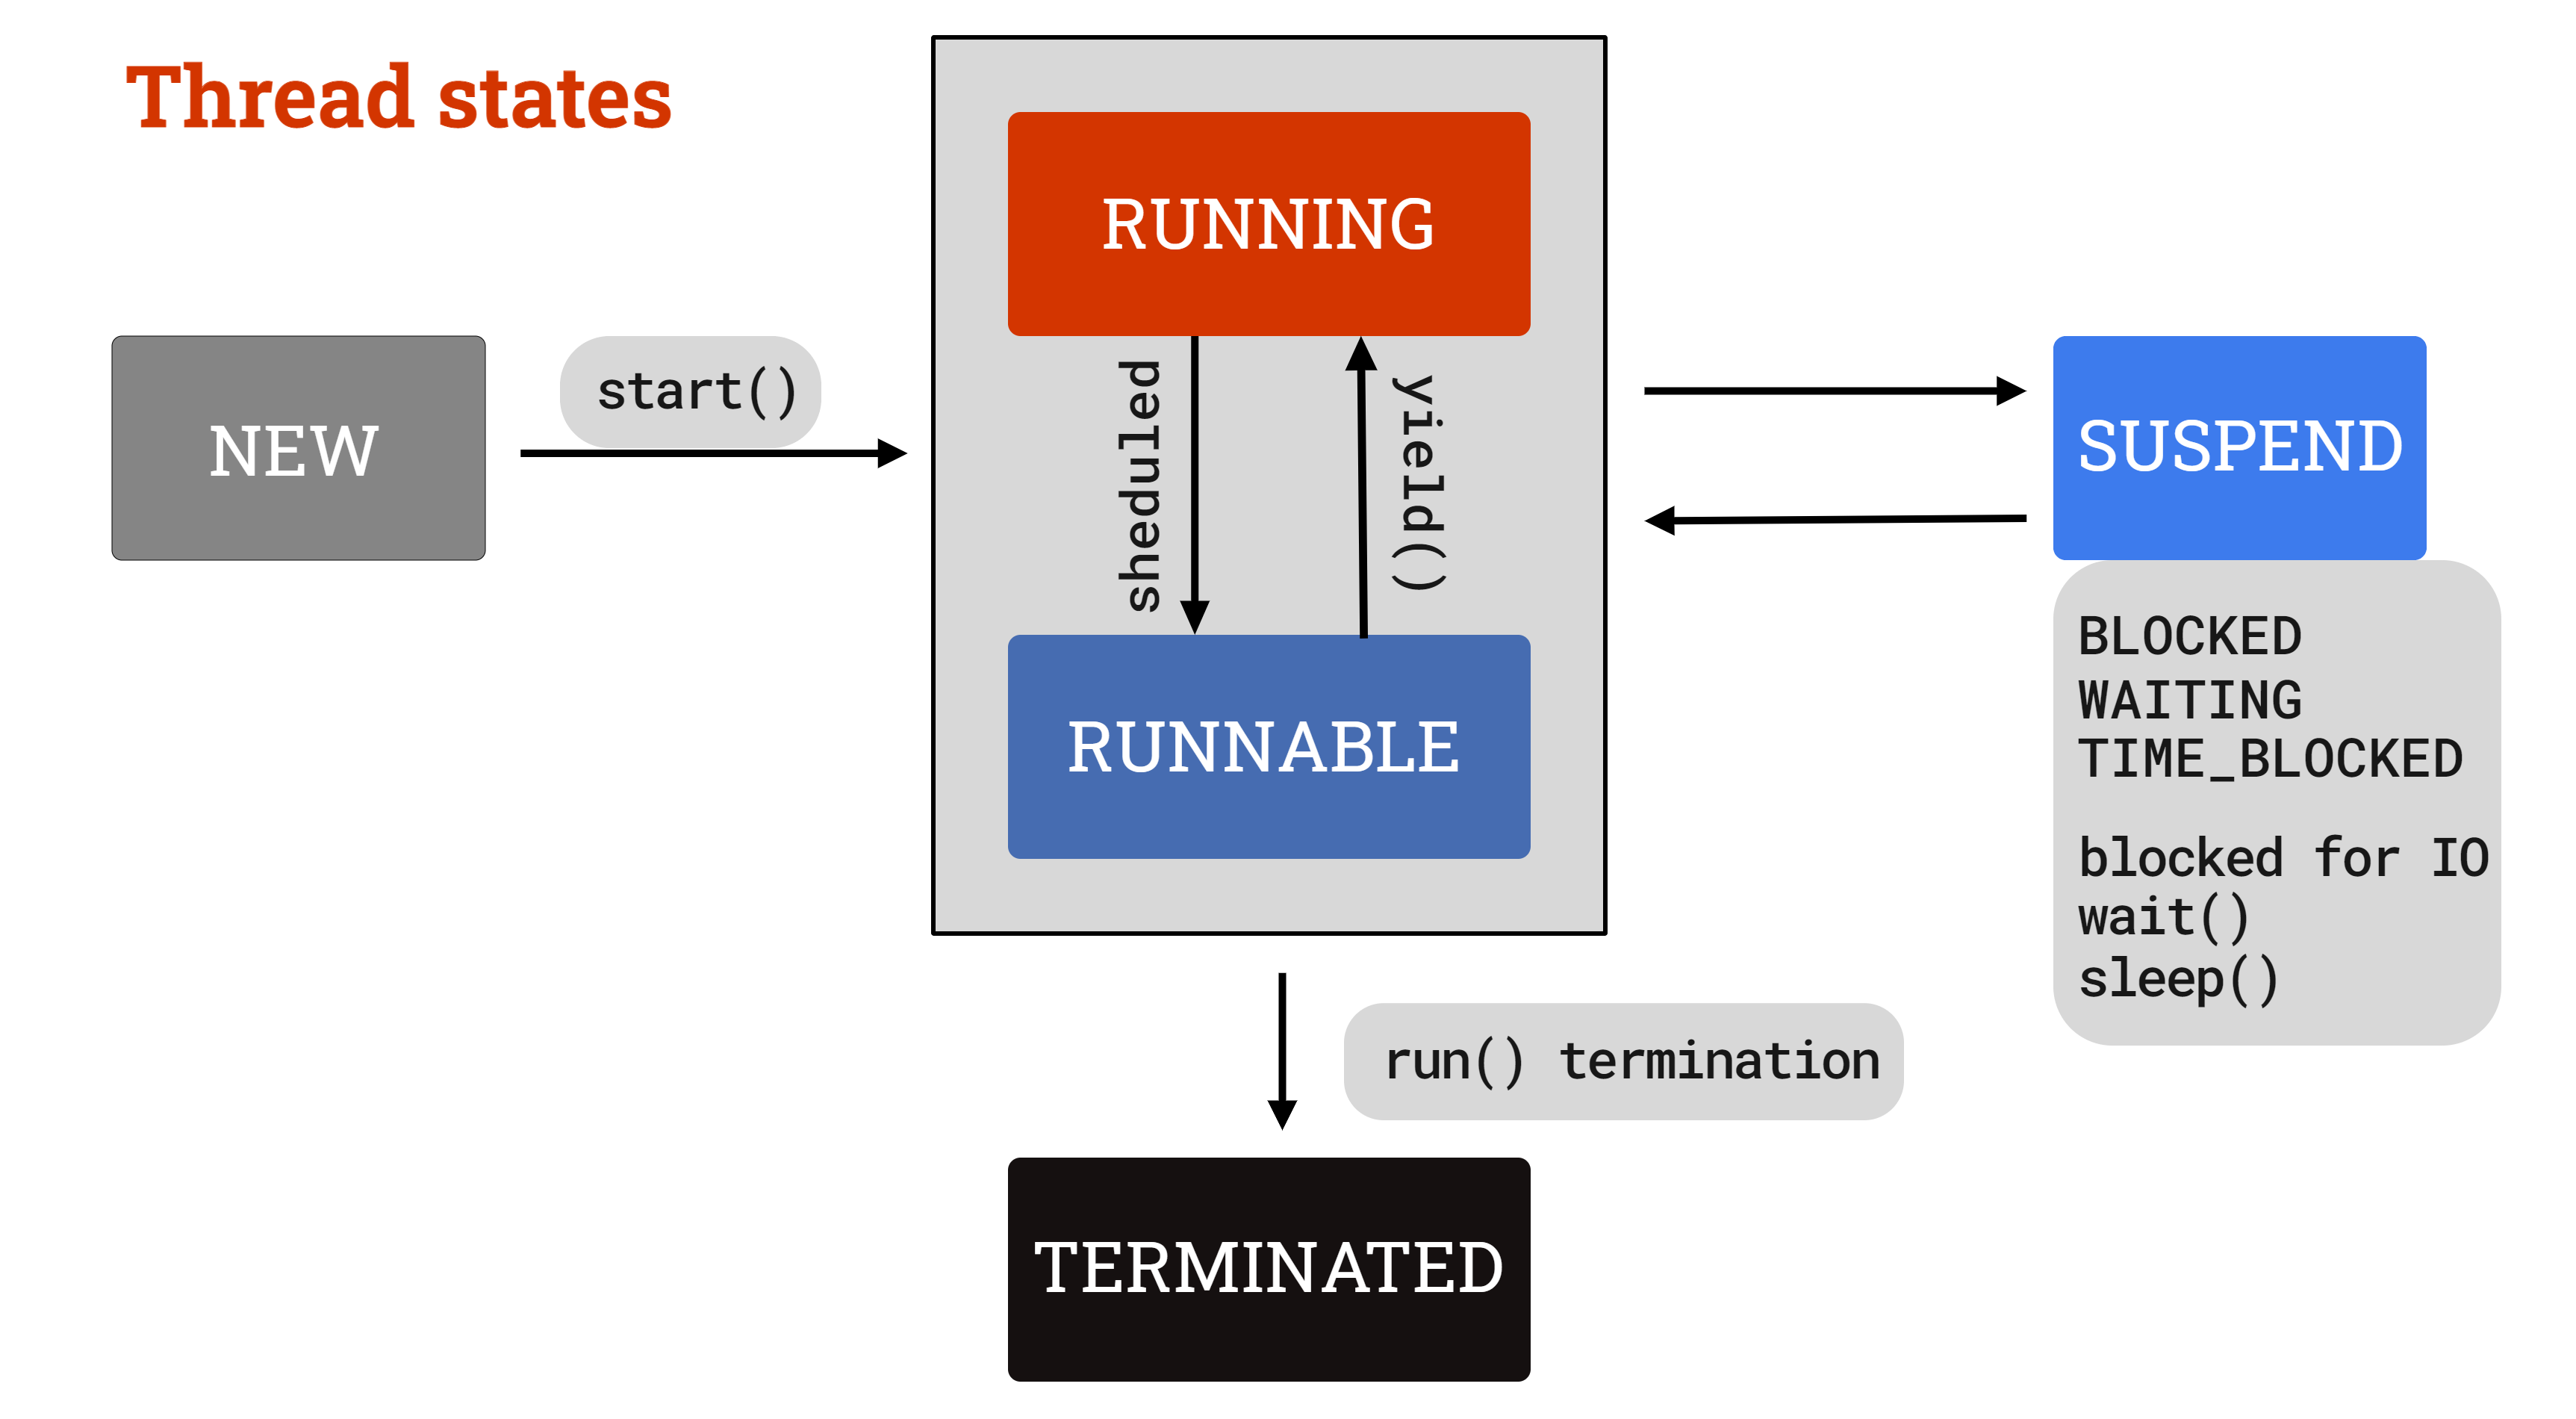 Thread states
RUNNING
NEW
start()
sheduled
yield()
SUSPEND
RUNNABLE
BLOCKED
WAITING
TIME_BLOCKED
blocked for IO
wait()
sleep()
run() termination
TERMINATED